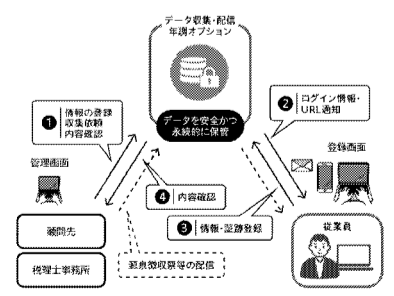 データ収集・配信
年調オプション
データを安全かつ
永続的に保管
1
情報の登録
収集依頼
内容確認
2
ログイン情報・
URL通知
管理画面
登録画面
4
内容確認
3
情報・証跡登録
顧問先
税理士事務所
源泉徴収票等の配信
従業員